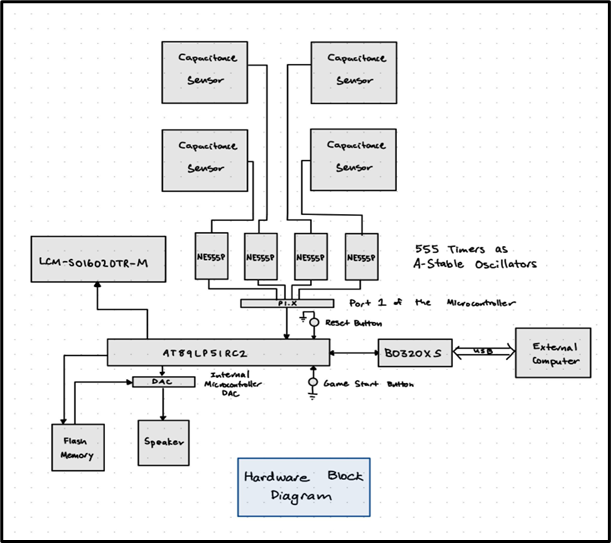 Capacitance
Sensor
Capacitance
Sensor
Capacitance
Sensor
Capacitance
Sensor
NE555P
NE555P
NE555P
NE555P
555 Timers as
A-Stable Oscillators
LCM-S01602DTR-M
P1.X
Port 1 of the Microcontroller
Reset Button
AT89LP51RC2
BO320XS
USB
External
Computer
DAC
Internal
Microcontroller
DAC
Game Start Button
Flash
Memory
Speaker
Hardware Block
Diagram